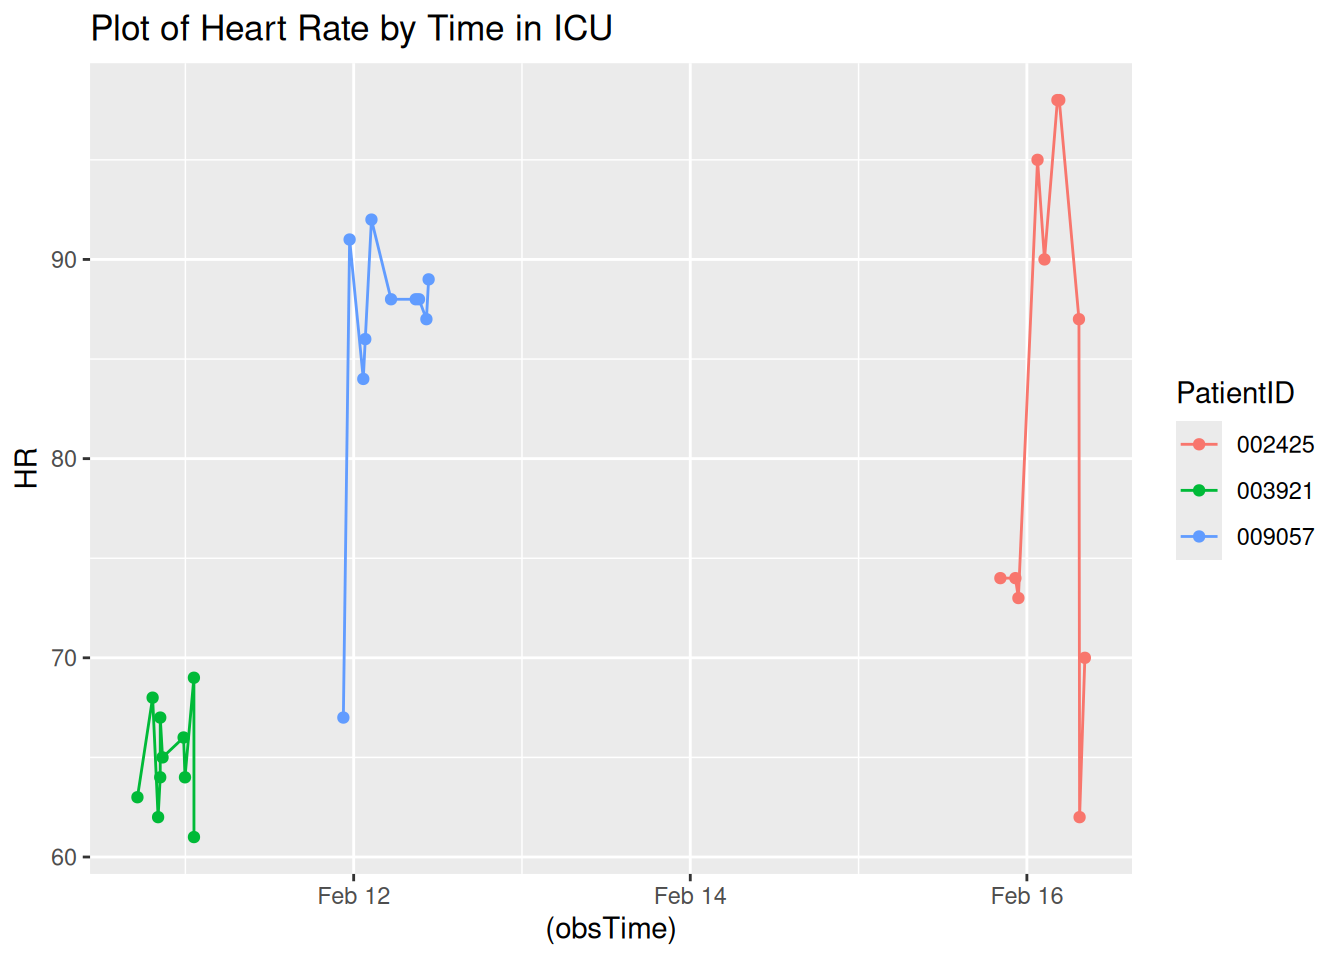 Plot of Heart Rate by Time in ICU
HR
90
80
70
60
Feb 12
Feb 14
Feb 16
(obsTime)
PatientID
002425
003921
009057